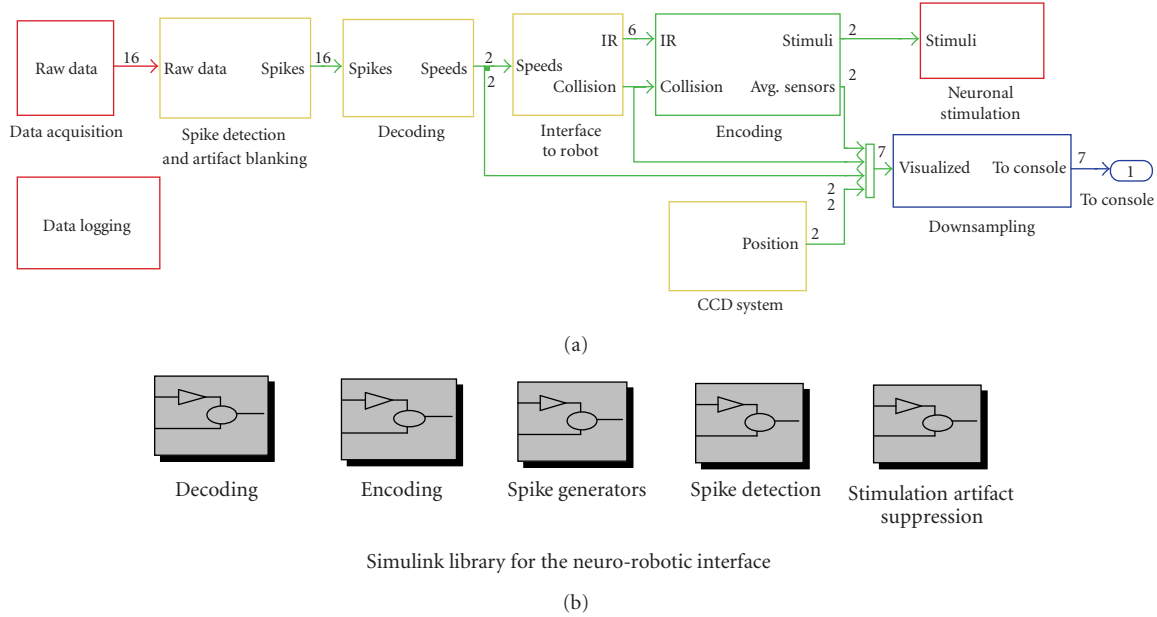 Raw data
16
Raw data
Spikes
16
Spikes
Speeds
2
2
Speeds
IR
Collision
6
IR
Collision
Stimuli
Avg. sensors
2
2
Stimuli
Data acquisition
Spike detection
and artifact blanking
Decoding
Interface
to robot
Encoding
Neuronal
stimulation
Data logging
7
2
2
Visualized
To console
7
1
To console
Downsampling
Position
2
CCD system
(a)
Decoding
Encoding
Spike generators
Spike detection
Stimulation artifact
suppression
Simulink library for the neuro-robotic interface
(b)